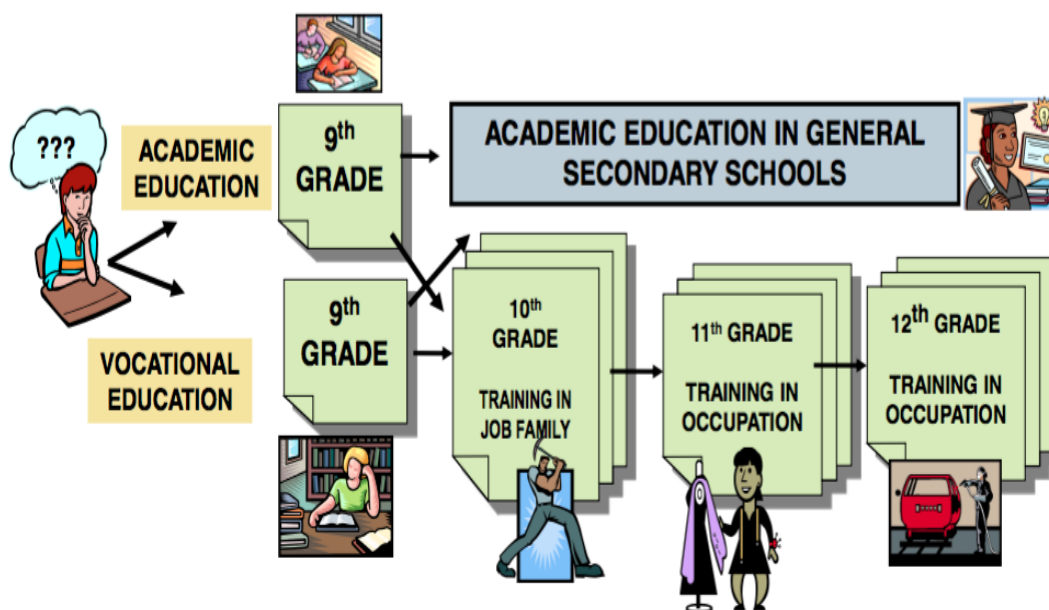 ???
ACADEMIC
EDUCATION
9th
GRADE
ACADEMIC EDUCATION IN GENERAL
SECONDARY SCHOOLS
VOCATIONAL
EDUCATION
9th
GRADE
10th
GRADE
TRAINING IN
JOB FAMILY
11th GRADE
TRAINING IN
OCCUPATION
12th GRADE
TRAINING IN
OCCUPATION